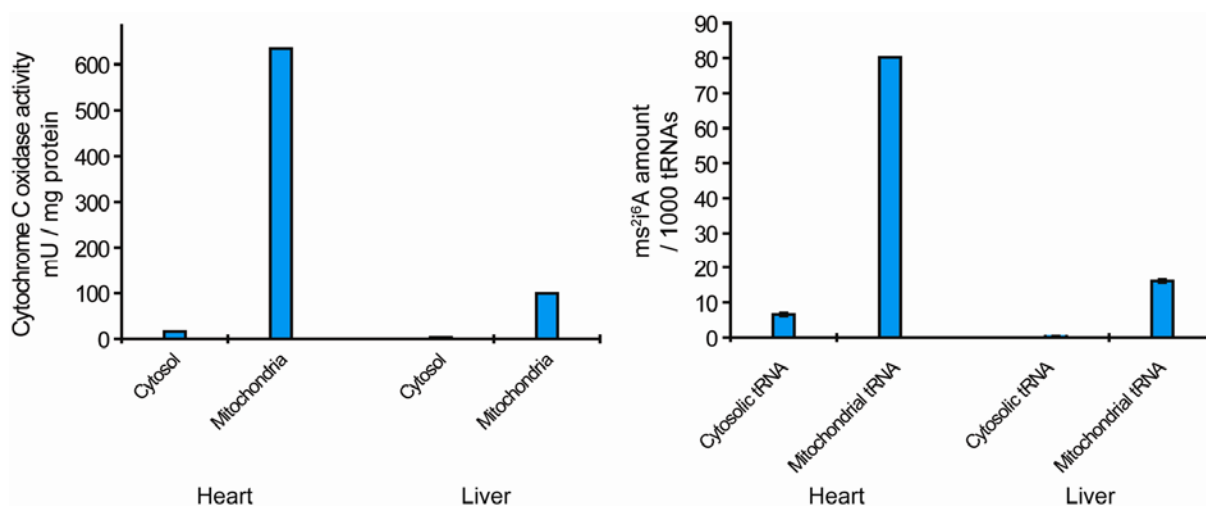 Cytochrome C oxidase activity
mU / mg protein
600
500
400
300
200
100
0
Cytosol
Mitochondria
Cytosol
Mitochondria
Heart
Liver
ms²i⁶A amount
/ 1000 tRNAs
90
80
70
60
50
40
30
20
10
0
Cytosolic tRNA
Mitochondrial tRNA
Cytosolic tRNA
Mitochondrial tRNA
Heart
Liver